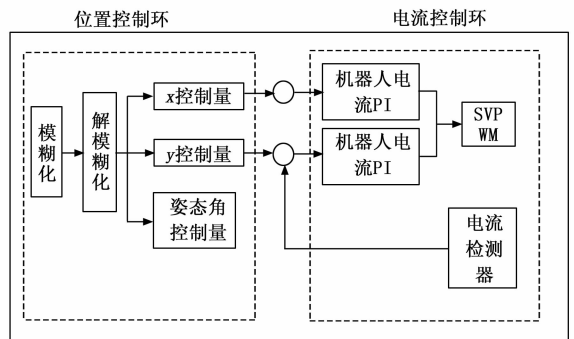 位置控制环
电流控制环
模糊化
解模糊化
x控制量
y控制量
姿态角
控制量
机器人电
流PI
机器人电
流PI
SVP
WM
电流
检测
器